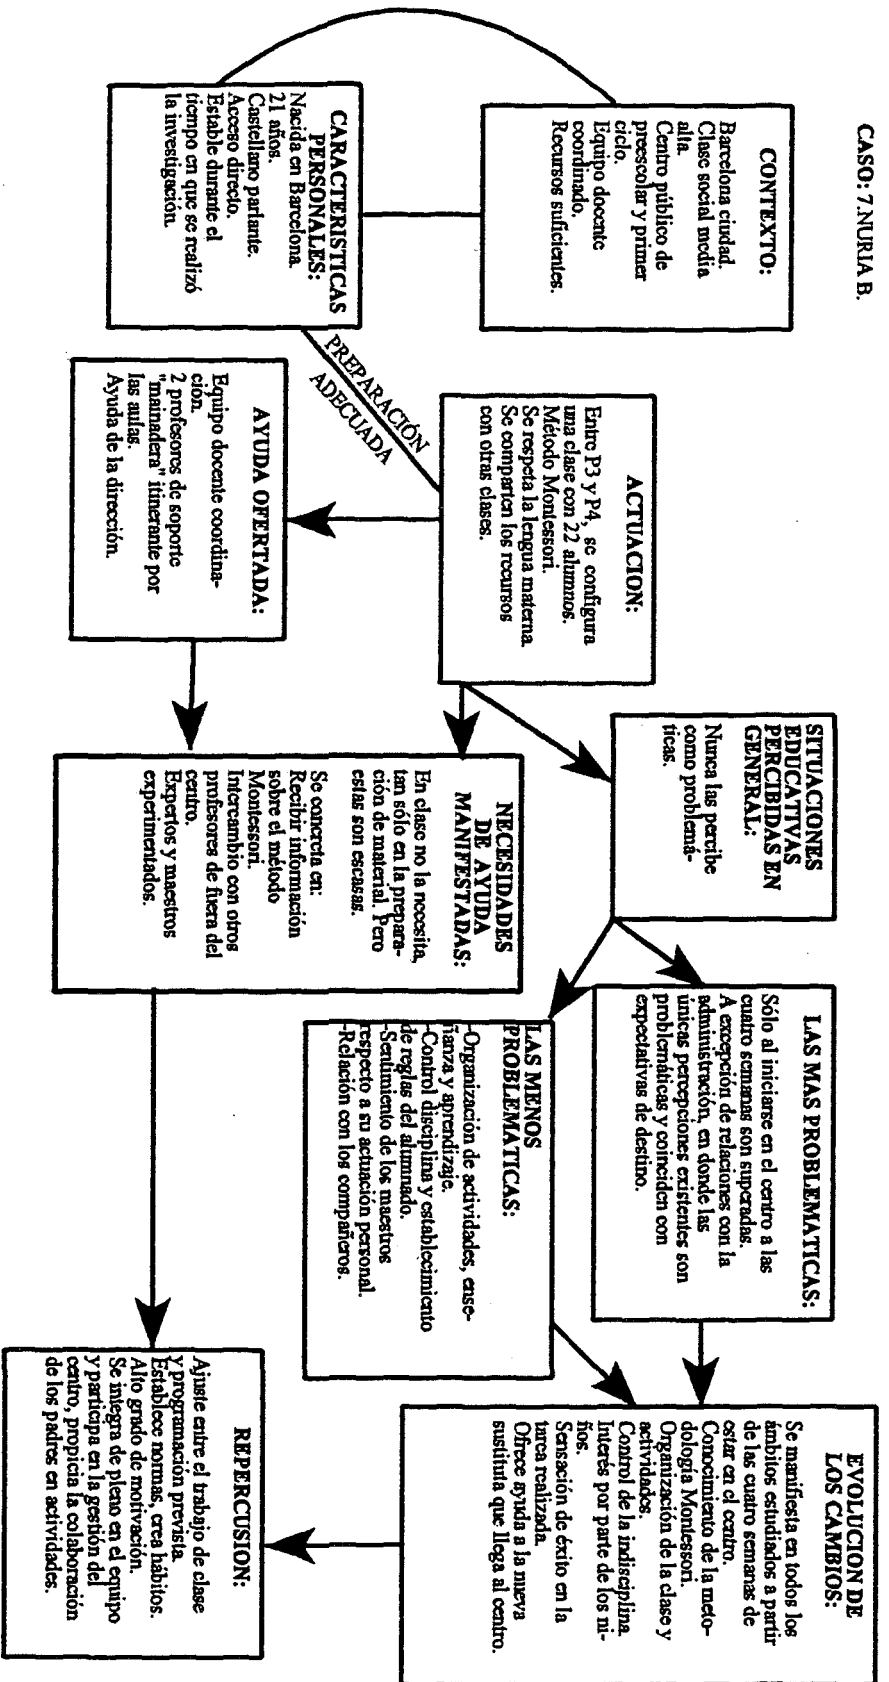 CASO: 7.NURIA B.
CONTEXTO:
Barcelona ciudad.
Clase social media
alta.
Centro público de
preescolar y primer
ciclo.
Equipo docente
coordinado.
Recursos suficientes.
CARACTERISTICAS
PERSONALES:
Nacida en Barcelona.
21 años.
Castellano parlante.
Acceso directo.
Estable durante el
tiempo en que se realizó
la investigación.
PREPARACIÓN
ADECUADA
ACTUACION:
Entre P3 y P4, se configura
una clase con 22 alumnos.
Método Montessori.
Se respeta la lengua materna.
Se comparten los recursos
con otras clases.
AYUDA OFERTADA:
Equipo docente coordina-
ción.
2 profesores de soporte
"mainadera" itinerante por
las aulas.
Ayuda de la dirección.
SITUACIONES
EDUCATIVAS
PERCIBIDAS EN
GENERAL:
Nunca las percibe
como problemá-
ticas.
NECESIDADES
DE AYUDA
MANIFESTADAS:
En clase no la necesita,
tan sólo en la prepara-
ción de material. Pero
estas son escasas.
Se concreta en:
Recibir información
sobre el método
Montessori.
Intercambio con otros
profesores de fuera del
centro.
Expertos y maestros
experimentados.
LAS MAS PROBLEMATICAS:
Sólo al iniciarse en el centro a las
cuatro semanas son superadas.
A excepción de relaciones con la
administración, en donde las
únicas percepciones existentes son
problemáticas y coinciden con
expectativas de destino.
LAS MENOS
PROBLEMATICAS:
-Organización de actividades, ense-
ñanza y aprendizaje.
-Control disciplina y establecimiento
de reglas del alumnado.
-Sentimiento de los maestros
respecto a su actuación personal.
-Relación con los compañeros.
EVOLUCION DE
LOS CAMBIOS:
Se manifiesta en todos los
ámbitos estudiados a partir
de las cuatro semanas de
estar en el centro.
Conocimiento de la meto-
dología Montessori.
Organización de la clase y
actividades.
Control de la indisciplina.
Interés por parte de los ni-
ños.
Sensación de éxito en la
tarea realizada.
Ofrece ayuda a la nueva
sustituta que llega al centro.
REPERCUSION:
Ajuste entre el trabajo de clase
y programación prevista.
Establece normas, crea hábitos.
Alto grado de motivación.
Se integra de pleno en el equipo
y participa en la gestión del
centro, propicia la colaboración
de los padres en actividades.